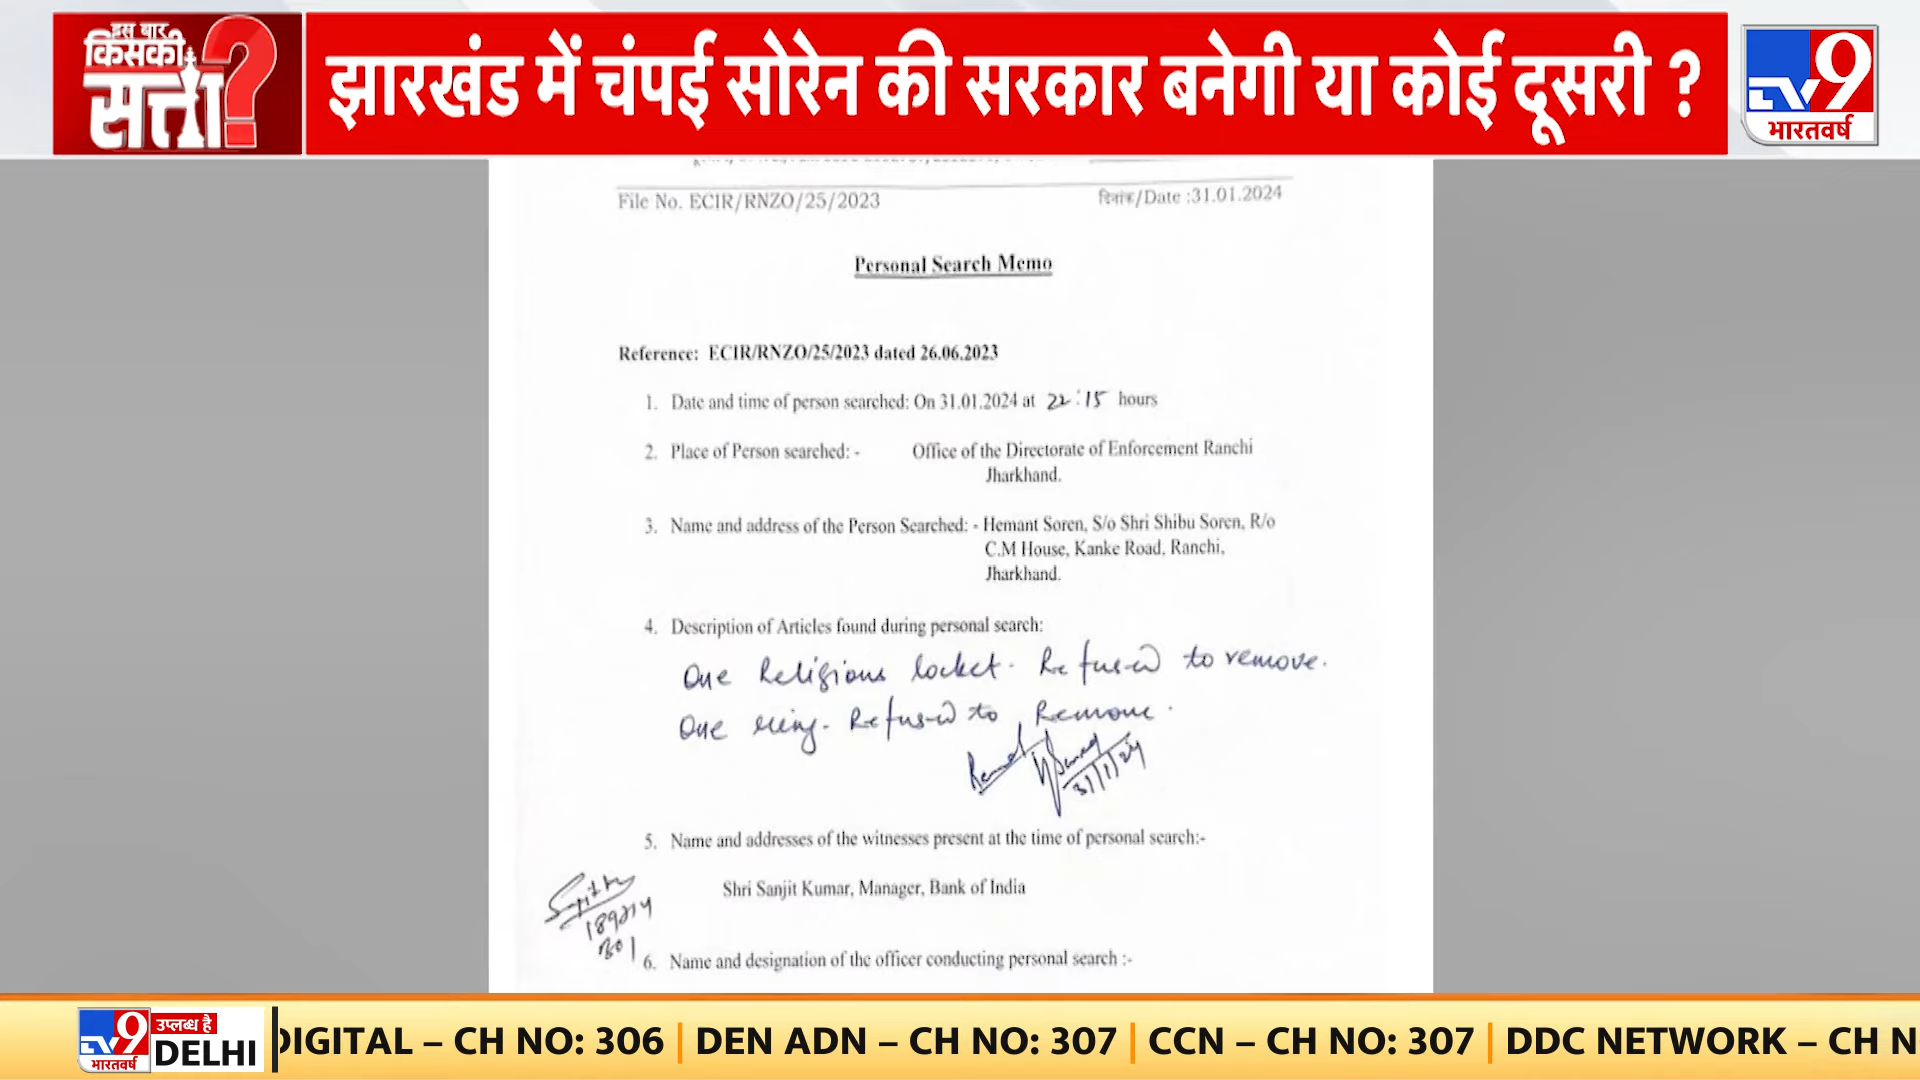 इस बार
किसकी
सत्ता?
झारखंड में चंपई सोरेन की सरकार बनेगी या कोई दूसरी ?
TV9
भारतवर्ष
File No. ECIR/RNZO/25/2023
दिनांक/Date :31.01.2024
Personal Search Memo
Reference: ECIR/RNZO/25/2023 dated 26.06.2023
1. Date and time of person searched: On 31.01.2024 at 22:15 hours
2. Place of Person searched: - Office of the Directorate of Enforcement Ranchi
Jharkhand.
3. Name and address of the Person Searched: - Hemant Soren, S/o Shri Shibu Soren, R/o
C.M House, Kanke Road, Ranchi,
Jharkhand.
4. Description of Articles found during personal search:
One Religious locket. Refused to remove.
One ring. Refused to Remove.
31/1/24
5. Name and addresses of the witnesses present at the time of personal search:-
Shri Sanjit Kumar, Manager, Bank of India
6. Name and designation of the officer conducting personal search :-
TV9
भारतवर्ष
उपलब्ध है
DELHI
DIGITAL – CH NO: 306 | DEN ADN – CH NO: 307 | CCN – CH NO: 307 | DDC NETWORK – CH N